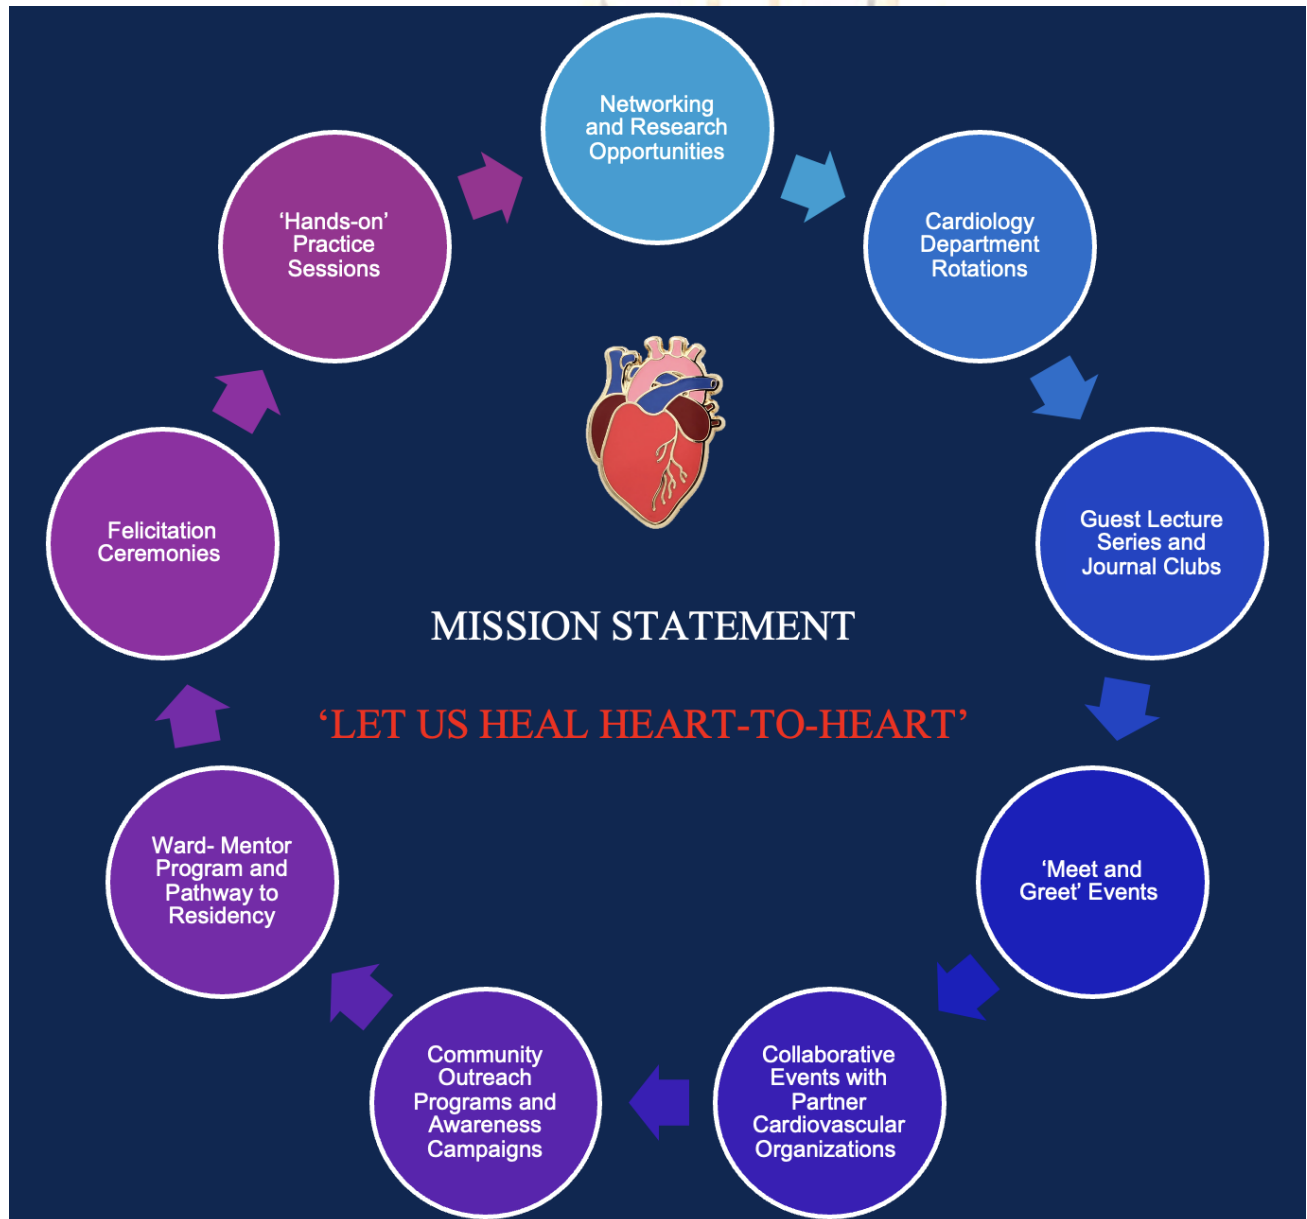 Networking
and Research
Opportunities
Cardiology
Department
Rotations
Guest Lecture
Series and
Journal Clubs
‘Meet and
Greet’ Events
Collaborative
Events with
Partner
Cardiovascular
Organizations
Community
Outreach
Programs and
Awareness
Campaigns
Ward- Mentor
Program and
Pathway to
Residency
Felicitation
Ceremonies
‘Hands-on’
Practice
Sessions
MISSION STATEMENT
‘LET US HEAL HEART-TO-HEART’